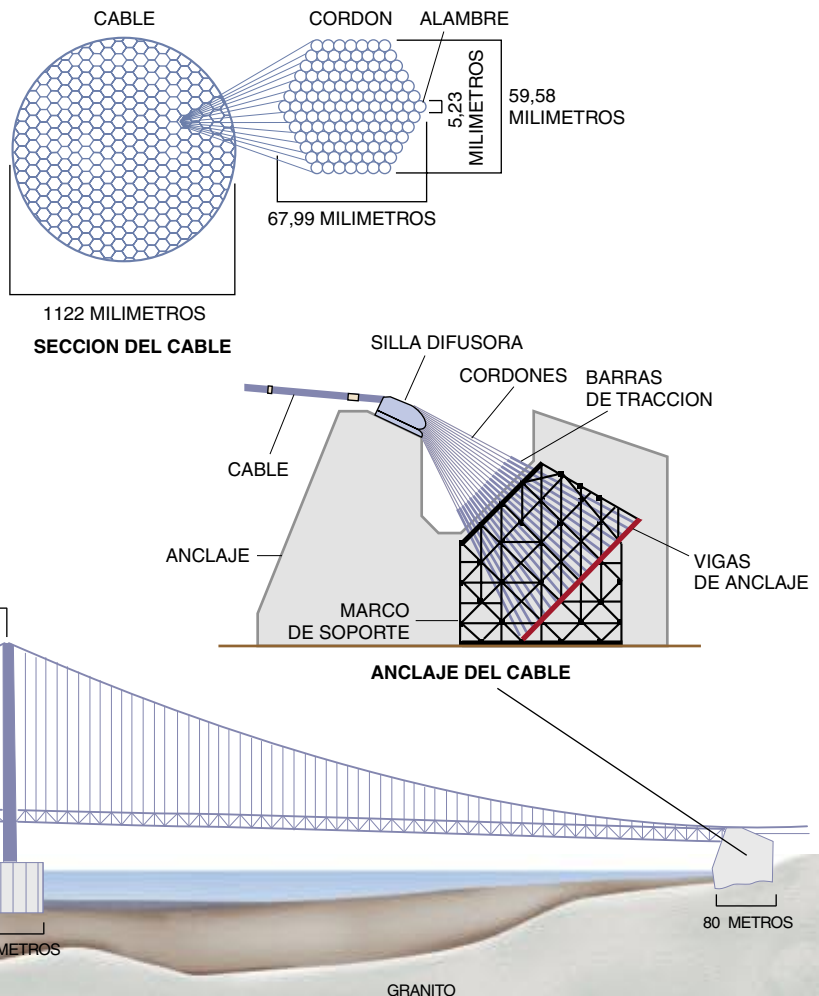 CABLE
CORDON
ALAMBRE
5,23
MILIMETROS
59,58
MILIMETROS
67,99 MILIMETROS
1122 MILIMETROS
SECCION DEL CABLE
SILLA DIFUSORA
CORDONES
BARRAS
DE TRACCION
CABLE
ANCLAJE
VIGAS
DE ANCLAJE
MARCO
DE SOPORTE
ANCLAJE DEL CABLE
80 METROS
METROS
GRANITO